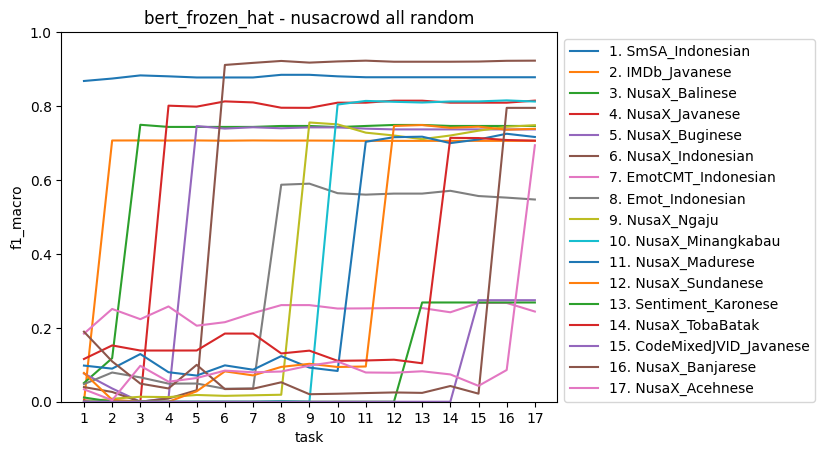 bert_frozen_hat - nusacrowd all random
1.0
0.8
0.6
0.4
0.2
0.0
f1_macro
1 2 3 4 5 6 7 8 9 10 11 12 13 14 15 16 17
task
1. SmSA_Indonesian
2. IMDb_Javanese
3. NusaX_Balinese
4. NusaX_Javanese
5. NusaX_Buginese
6. NusaX_Indonesian
7. EmotCMT_Indonesian
8. Emot_Indonesian
9. NusaX_Ngaju
10. NusaX_Minangkabau
11. NusaX_Madurese
12. NusaX_Sundanese
13. Sentiment_Karonese
14. NusaX_TobaBatak
15. CodeMixedJVID_Javanese
16. NusaX_Banjarese
17. NusaX_Acehnese